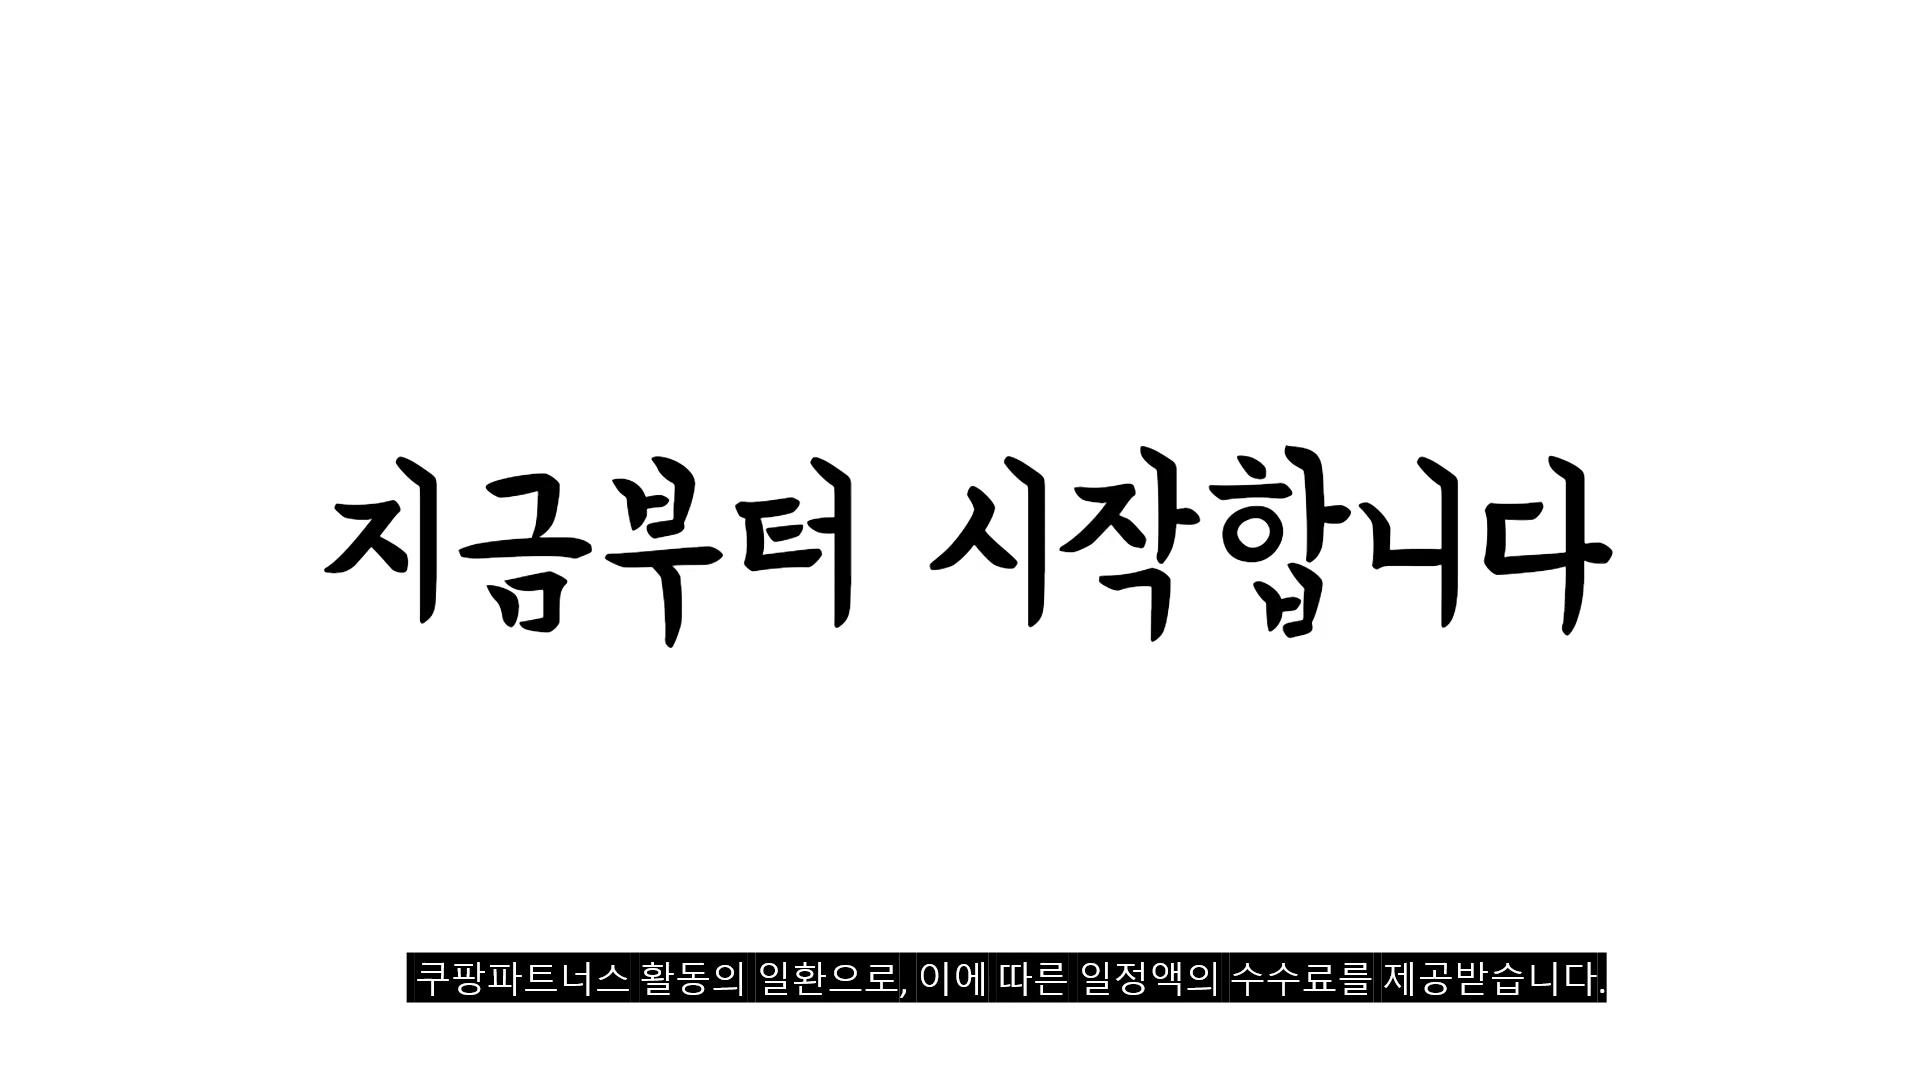 지금부터 시작합니다
쿠팡파트너스 활동의 일환으로, 이에 따른 일정액의 수수료를 제공받습니다.